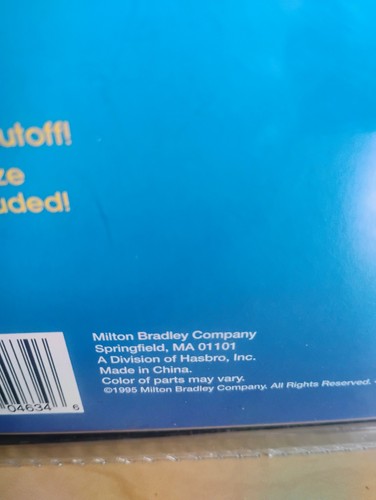 utoff!
ze
uded!
Milton Bradley Company
Springfield, MA 01101
A Division of Hasbro, Inc.
Made in China.
Color of parts may vary.
©1995 Milton Bradley Company. All Rights Reserved.
04634 6